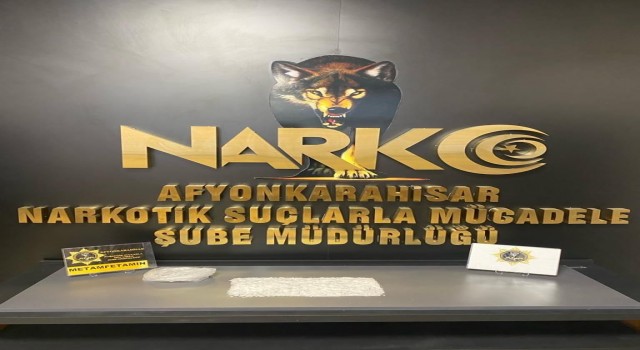 NARKO
AFYONKARAHİSAR
NARKOTİK SUÇLARLA MÜCADELE
ŞUBE MÜDÜRLÜĞÜ
METAMFETAMİN